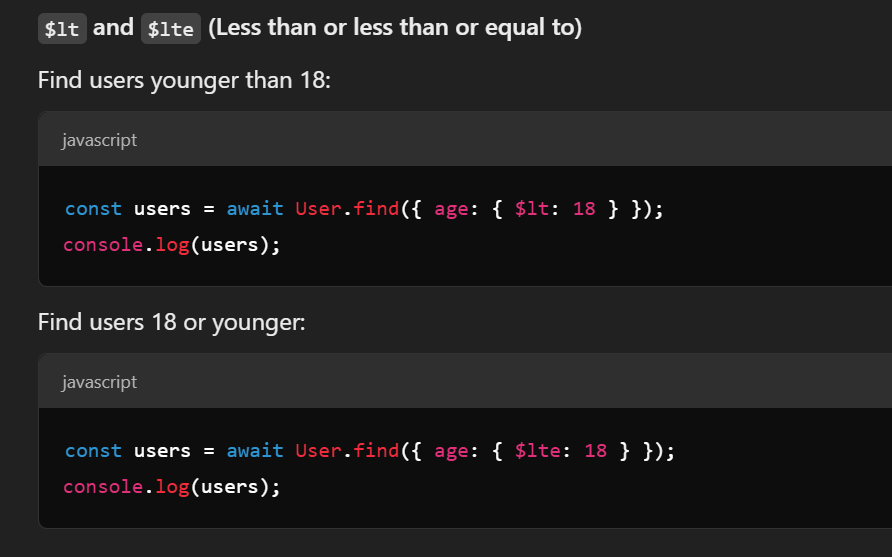 $lt and $lte (Less than or less than or equal to)
Find users younger than 18:
javascript
const users = await User.find({ age: { $lt: 18 } });
console.log(users);
Find users 18 or younger:
javascript
const users = await User.find({ age: { $lte: 18 } });
console.log(users);